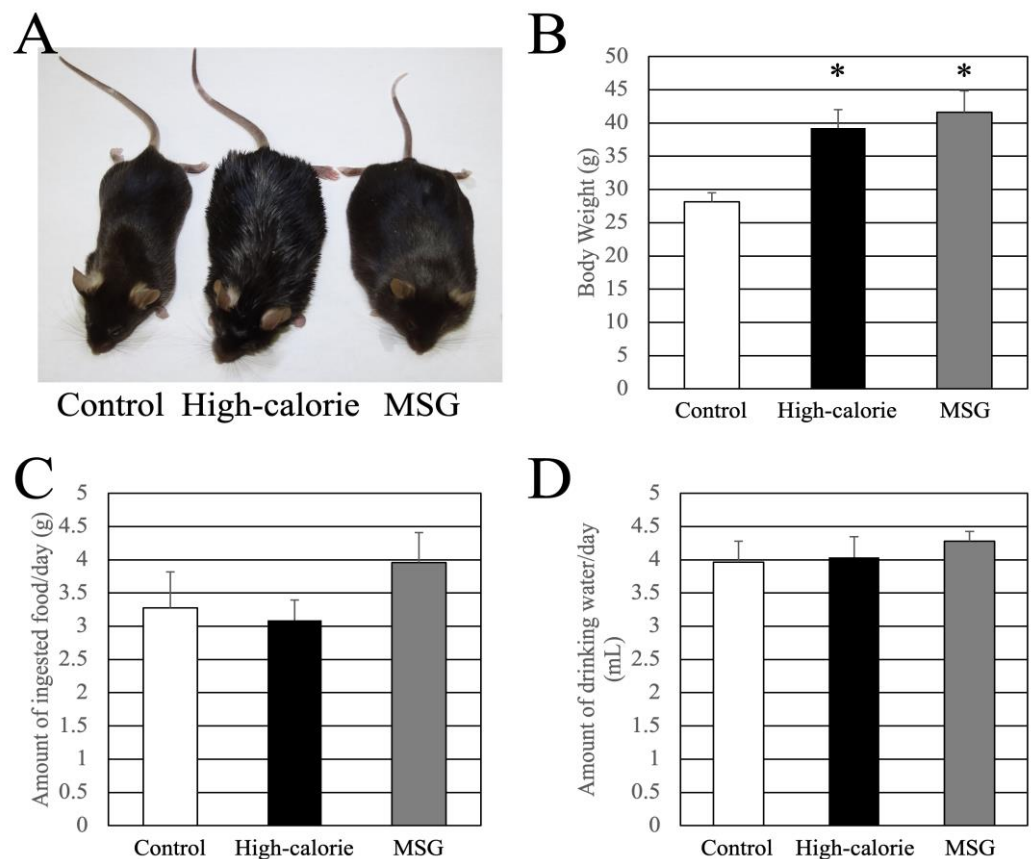 A
Control High-calorie MSG
B
Body Weight (g)
50
45
40
35
30
25
20
15
10
5
0
*
*
Control High-calorie MSG
C
Amount of ingested food/day (g)
5
4.5
4
3.5
3
2.5
2
1.5
1
0.5
0
Control High-calorie MSG
D
Amount of drinking water/day
(mL)
5
4.5
4
3.5
3
2.5
2
1.5
1
0.5
0
Control High-calorie MSG